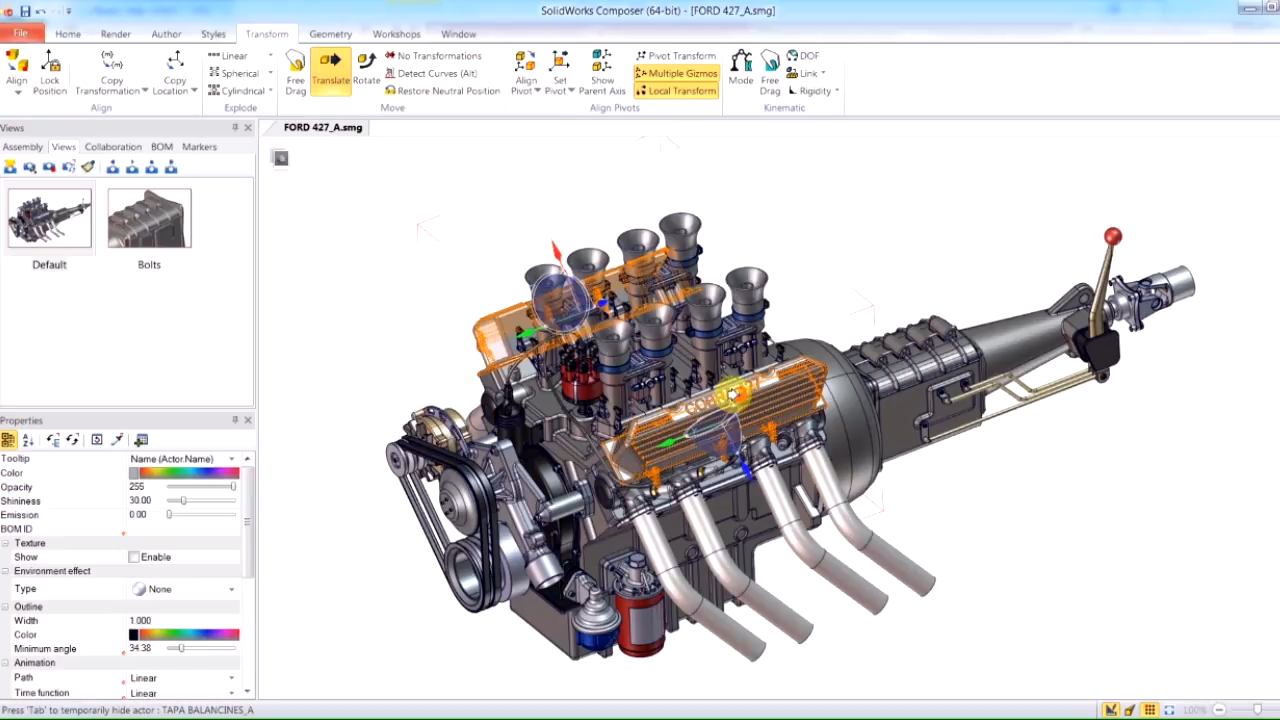 SolidWorks Composer (64-bit) - [FORD 427_A.smg]
File Home Render Author Styles Transform Geometry Workshops Window
Align
Lock Position
Copy Transformation
Copy Location
Align
Linear
Spherical
Cylindrical
Explode
Free Drag
Translate
Rotate
No Transformations
Detect Curves (Alt)
Restore Neutral Position
Move
Align Pivot
Set Pivot
Show Parent Axis
Pivot Transform
Multiple Gizmos
Local Transform
Align Pivots
Mode
Free Drag
DOF
Link
Rigidity
Kinematic
Views
Assembly Views Collaboration BOM Markers
Default
Bolts
FORD 427_A.smg
Properties
Tooltip Name (Actor.Name)
Color
Opacity 255
Shininess 30.00
Emission 0.00
BOM ID
Texture
Show Enable
Environment effect
Type None
Outline
Width 1.000
Color
Minimum angle 34.38
Animation
Path Linear
Time function Linear
Press 'Tab' to temporarily hide actor : TAPA BALANCINES_A
100%